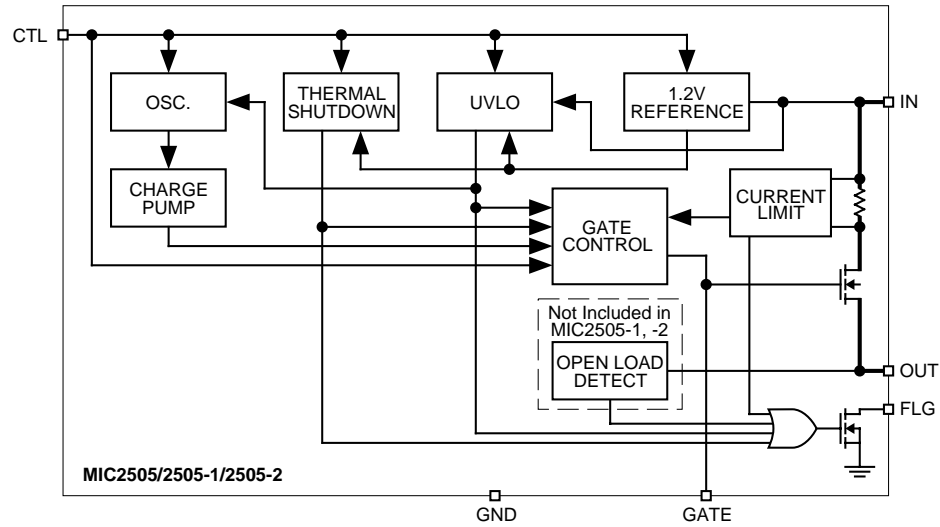 CTL
OSC.
THERMAL
SHUTDOWN
UVLO
1.2V
REFERENCE
IN
CHARGE
PUMP
GATE
CONTROL
CURRENT
LIMIT
Not Included in
MIC2505-1, -2
OPEN LOAD
DETECT
OUT
FLG
MIC2505/2505-1/2505-2
GND
GATE